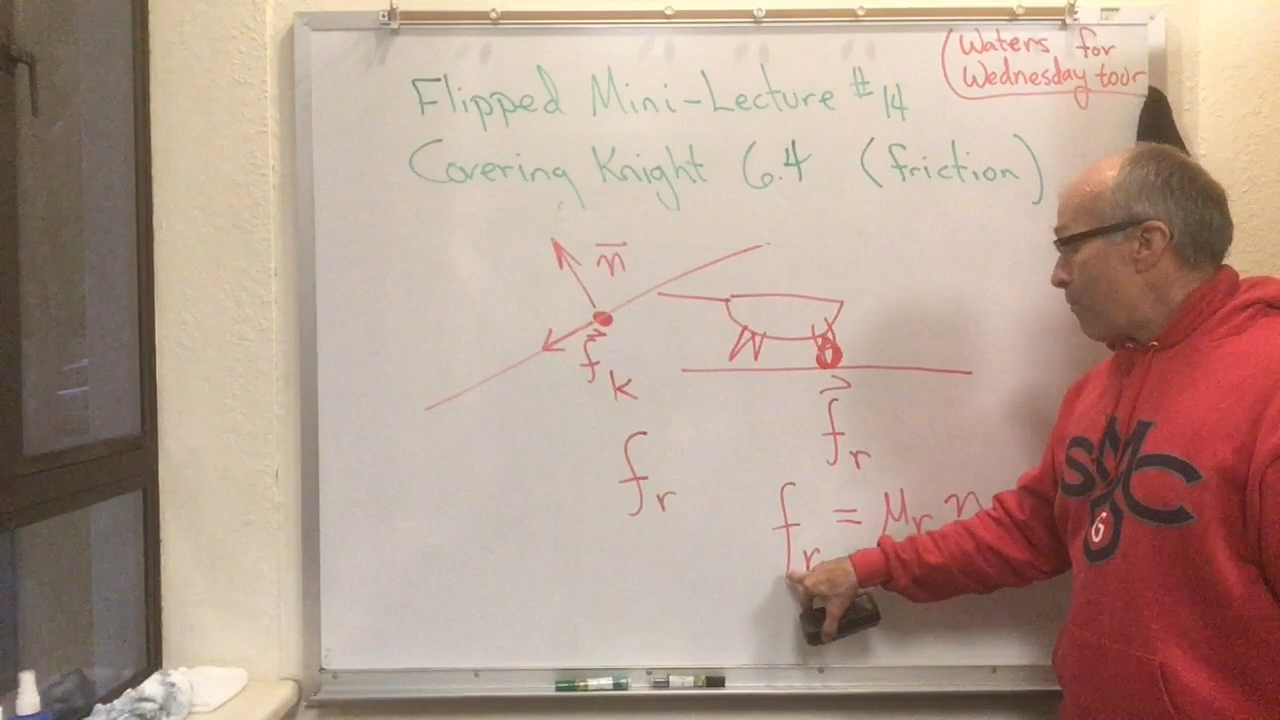 (Waters for
Wednesday tour
Flipped Mini-Lecture #14
Covering Knight 6.4 (friction)
n
f k
f r
f r
f r = μr n
SMC
G